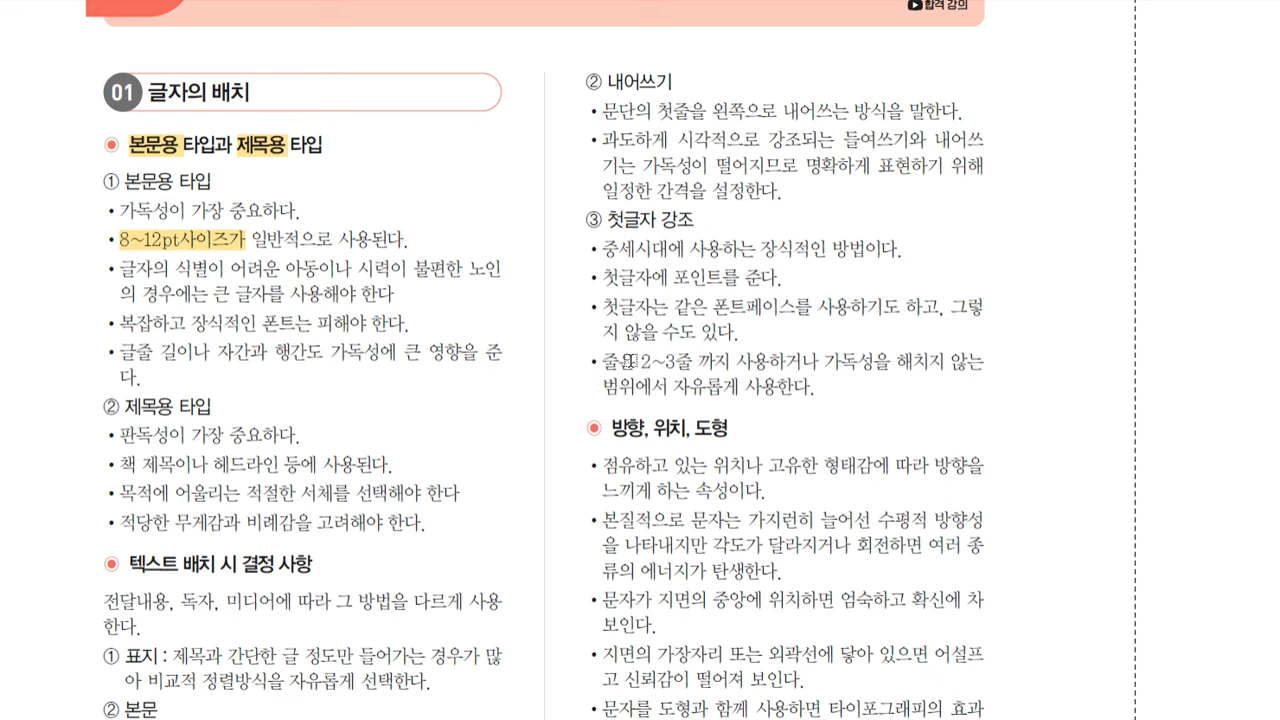 합격 강의
01 글자의 배치
본문용 타입과 제목용 타입
① 본문용 타입
• 가독성이 가장 중요하다.
• 8~12pt사이즈가 일반적으로 사용된다.
• 글자의 식별이 어려운 아동이나 시력이 불편한 노인
의 경우에는 큰 글자를 사용해야 한다
• 복잡하고 장식적인 폰트는 피해야 한다.
• 글줄 길이나 자간과 행간도 가독성에 큰 영향을 준
다.
② 제목용 타입
• 판독성이 가장 중요하다.
• 책 제목이나 헤드라인 등에 사용된다.
• 목적에 어울리는 적절한 서체를 선택해야 한다
• 적당한 무게감과 비례감을 고려해야 한다.
텍스트 배치 시 결정 사항
전달내용, 독자, 미디어에 따라 그 방법을 다르게 사용
한다.
① 표지 : 제목과 간단한 글 정도만 들어가는 경우가 많
아 비교적 정렬방식을 자유롭게 선택한다.
② 본문
② 내어쓰기
• 문단의 첫줄을 왼쪽으로 내어쓰는 방식을 말한다.
• 과도하게 시각적으로 강조되는 들여쓰기와 내어쓰
기는 가독성이 떨어지므로 명확하게 표현하기 위해
일정한 간격을 설정한다.
③ 첫글자 강조
• 중세시대에 사용하는 장식적인 방법이다.
• 첫글자에 포인트를 준다.
• 첫글자는 같은 폰트페이스를 사용하기도 하고, 그렇
지 않을 수도 있다.
• 줄은 2~3줄 까지 사용하거나 가독성을 해치지 않는
범위에서 자유롭게 사용한다.
방향, 위치, 도형
• 점유하고 있는 위치나 고유한 형태감에 따라 방향을
느끼게 하는 속성이다.
• 본질적으로 문자는 가지런히 늘어선 수평적 방향성
을 나타내지만 각도가 달라지거나 회전하면 여러 종
류의 에너지가 탄생한다.
• 문자가 지면의 중앙에 위치하면 엄숙하고 확신에 차
보인다.
• 지면의 가장자리 또는 외곽선에 닿아 있으면 어설프
고 신뢰감이 떨어져 보인다.
• 문자를 도형과 함께 사용하면 타이포그래피의 효과